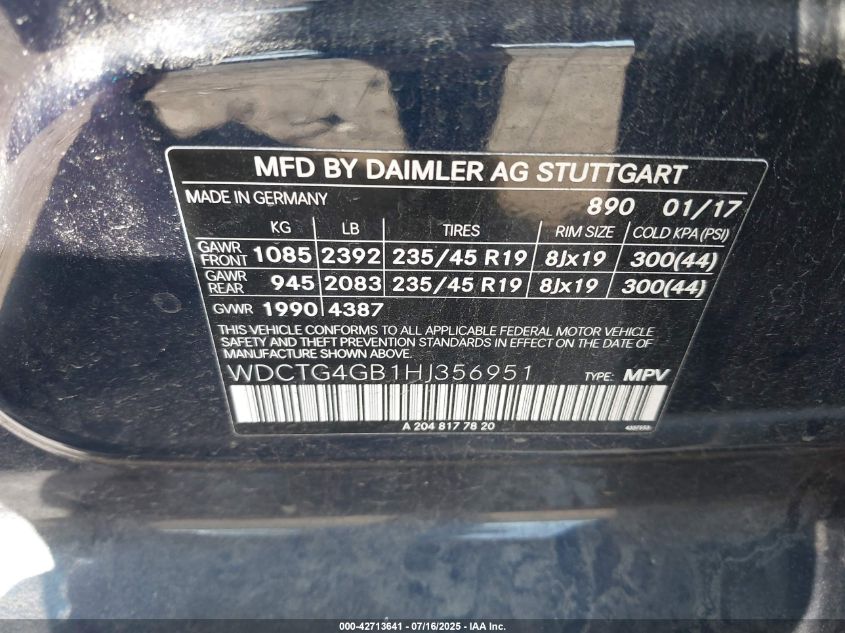 MFD BY DAIMLER AG STUTTGART
MADE IN GERMANY 890 01/17
KG LB TIRES RIM SIZE COLD KPA (PSI)
GAWR FRONT 1085 2392 235/45 R19 8Jx19 300(44)
GAWR REAR 945 2083 235/45 R19 8Jx19 300(44)
GVWR 1990 4387
THIS VEHICLE CONFORMS TO ALL APPLICABLE FEDERAL MOTOR VEHICLE
SAFETY AND THEFT PREVENTION STANDARDS IN EFFECT ON THE DATE OF
MANUFACTURE SHOWN ABOVE.
WDCTG4GB1HJ356951 TYPE: MPV
A 204 817 78 20
000-42713641 / 07/16/2025 - IAA Inc.